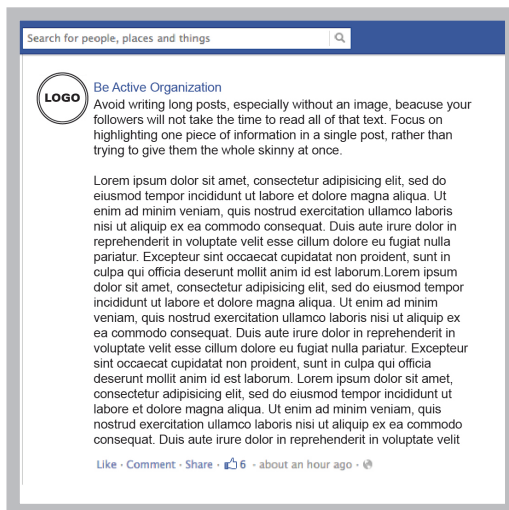 Search for people, places and things
LOGO
Be Active Organization
Avoid writing long posts, especially without an image, beacuse your
followers will not take the time to read all of that text. Focus on
highlighting one piece of information in a single post, rather than
trying to give them the whole skinny at once.
Lorem ipsum dolor sit amet, consectetur adipisicing elit, sed do
eiusmod tempor incididunt ut labore et dolore magna aliqua. Ut
enim ad minim veniam, quis nostrud exercitation ullamco laboris
nisi ut aliquip ex ea commodo consequat. Duis aute irure dolor in
reprehenderit in voluptate velit esse cillum dolore eu fugiat nulla
pariatur. Excepteur sint occaecat cupidatat non proident, sunt in
culpa qui officia deserunt mollit anim id est laborum.Lorem ipsum
dolor sit amet, consectetur adipisicing elit, sed do eiusmod tempor
incididunt ut labore et dolore magna aliqua. Ut enim ad minim
veniam, quis nostrud exercitation ullamco laboris nisi ut aliquip ex
ea commodo consequat. Duis aute irure dolor in reprehenderit in
voluptate velit esse cillum dolore eu fugiat nulla pariatur. Excepteur
sint occaecat cupidatat non proident, sunt in culpa qui officia
deserunt mollit anim id est laborum. Lorem ipsum dolor sit amet,
consectetur adipisicing elit, sed do eiusmod tempor incididunt ut
labore et dolore magna aliqua. Ut enim ad minim veniam, quis
nostrud exercitation ullamco laboris nisi ut aliquip ex ea commodo
consequat. Duis aute irure dolor in reprehenderit in voluptate velit
Like · Comment · Share · 6 · about an hour ago ·